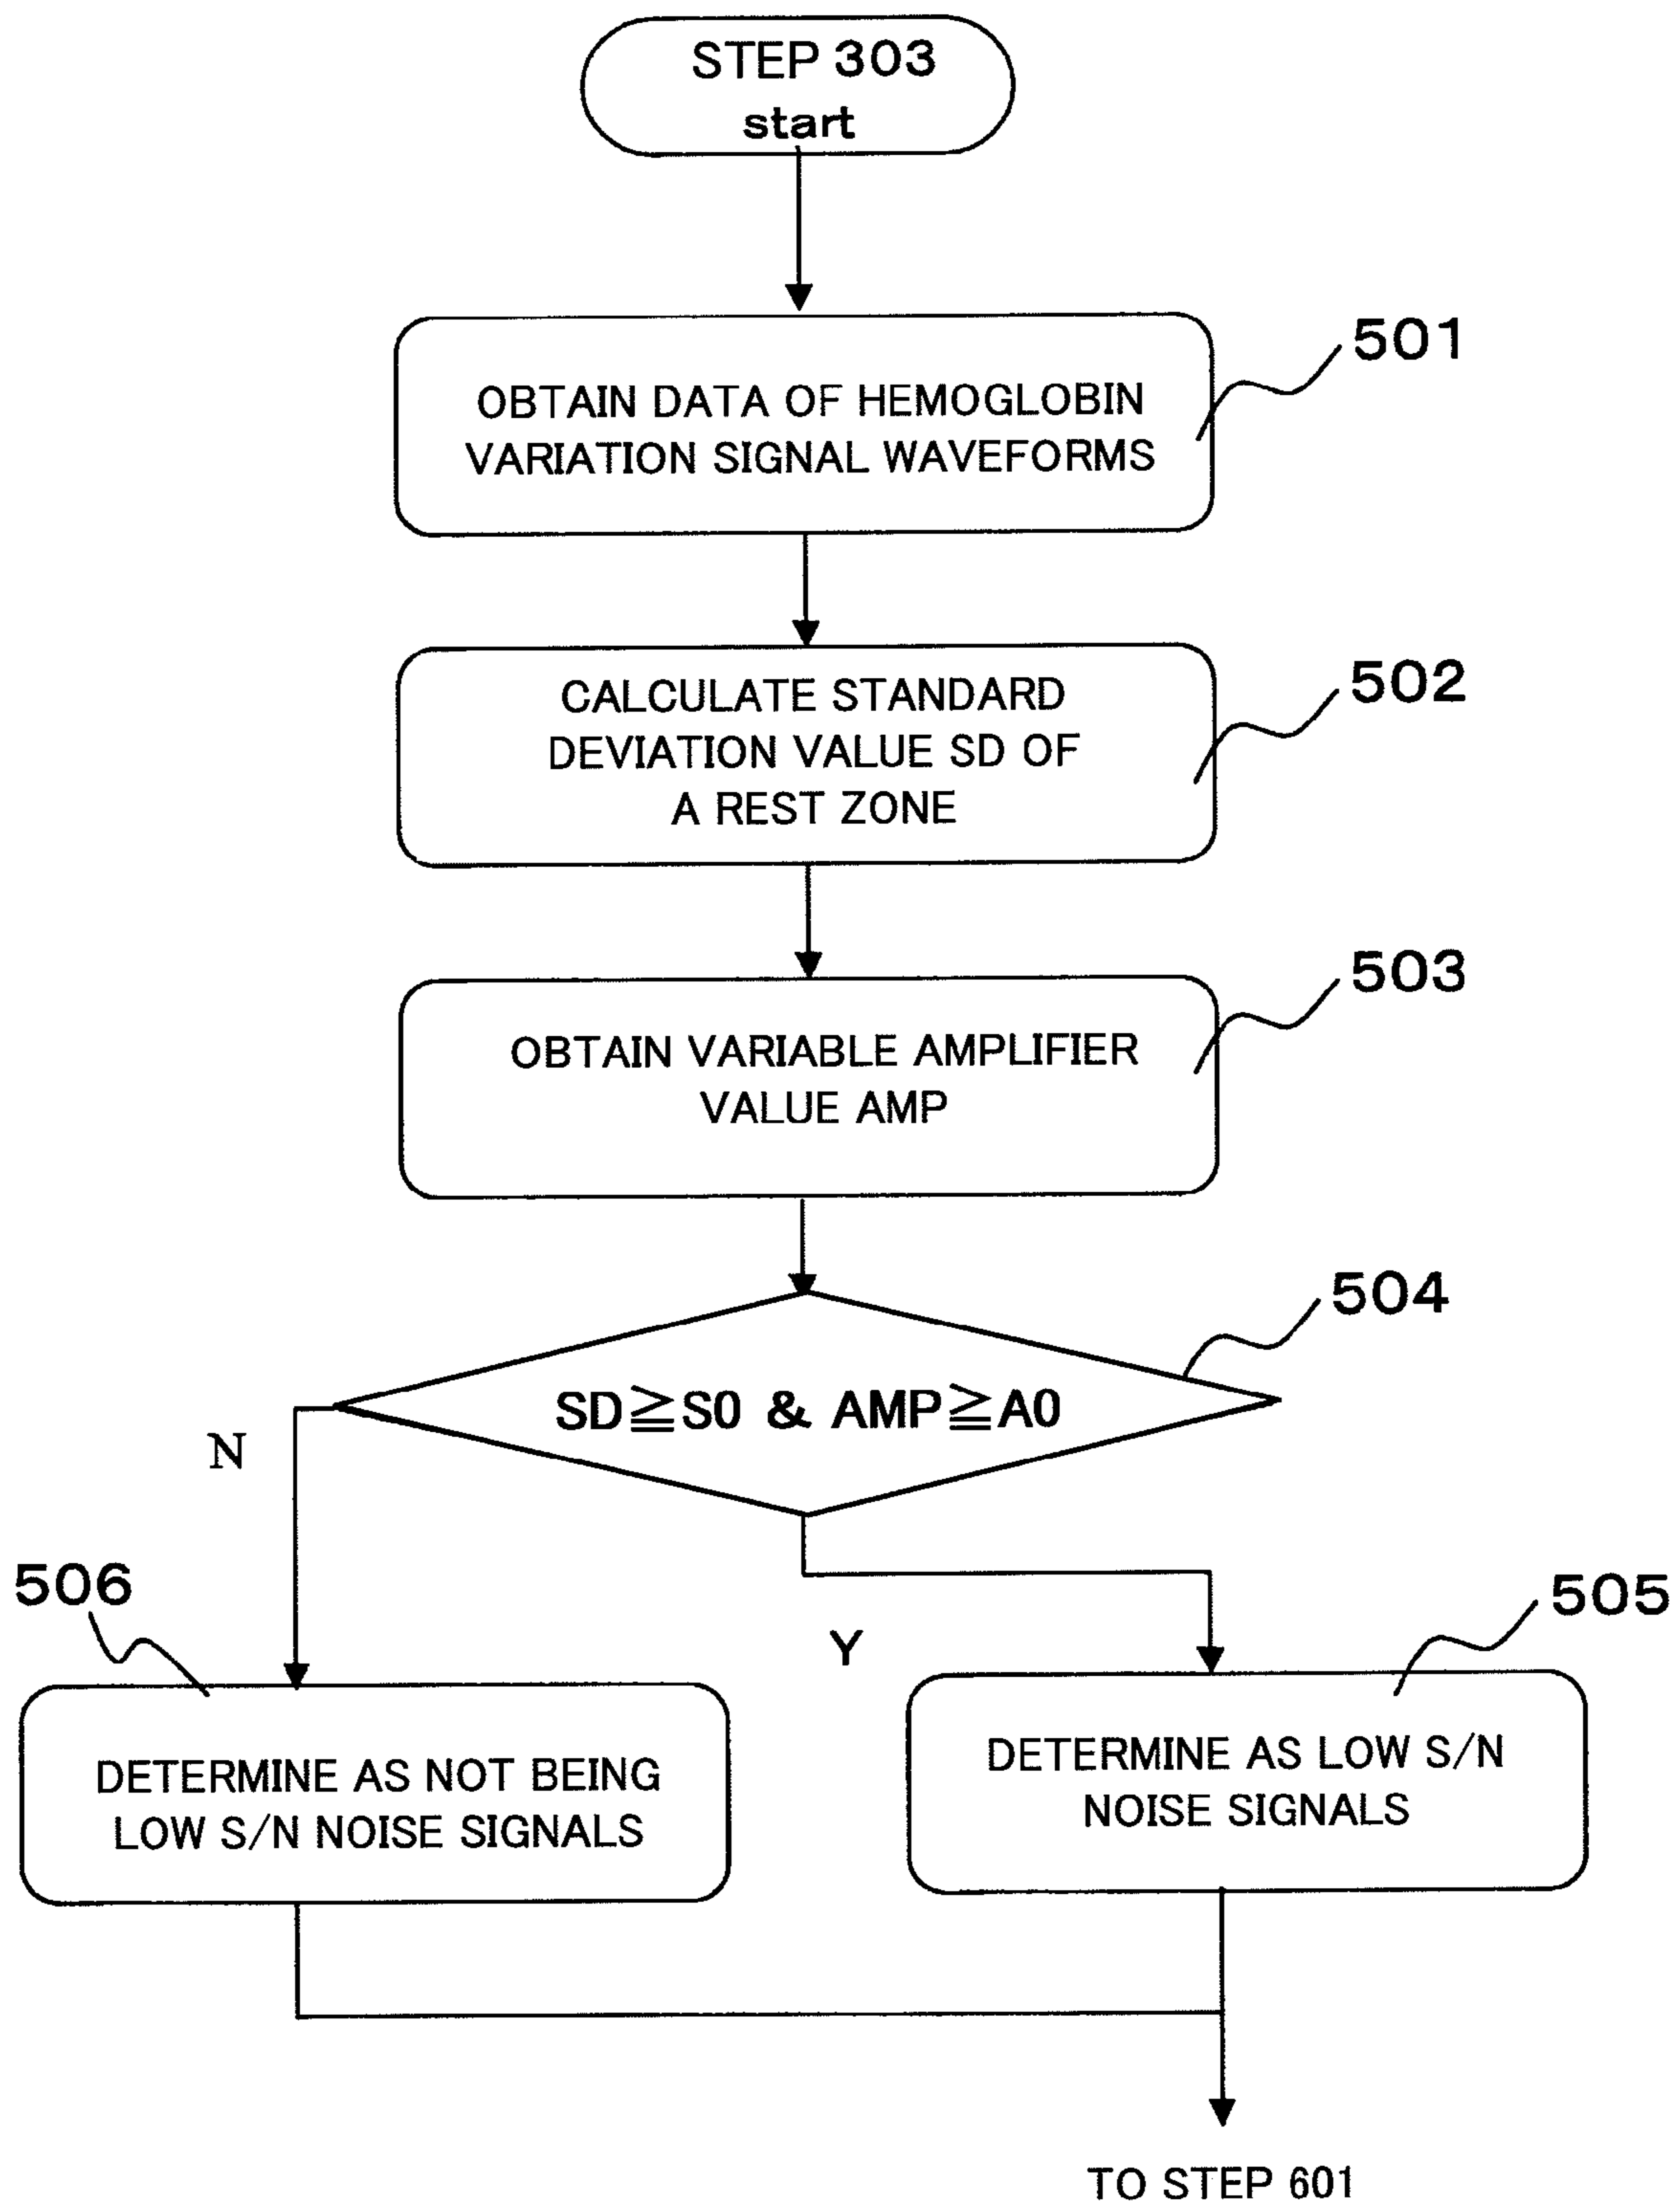 STEP 303
start
501
OBTAIN DATA OF HEMOGLOBIN
VARIATION SIGNAL WAVEFORMS
502
CALCULATE STANDARD
DEVIATION VALUE SD OF
A REST ZONE
503
OBTAIN VARIABLE AMPLIFIER
VALUE AMP
504
SD≧S0 & AMP≧A0
N
Y
506
DETERMINE AS NOT BEING
LOW S/N NOISE SIGNALS
505
DETERMINE AS LOW S/N
NOISE SIGNALS
TO STEP 601